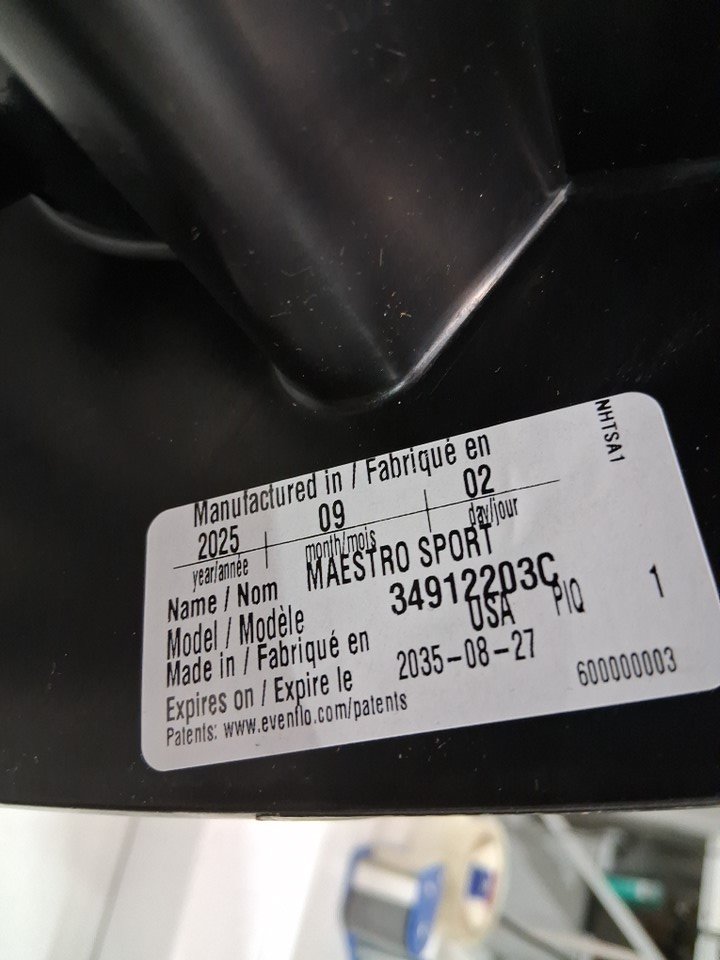 NHTSA1
Manufactured in / Fabriqué en
2025 09 02
year/année month/mois day/jour
Name / Nom MAESTRO SPORT
Model / Modèle 34912203C
Made in / Fabriqué en USA PIQ 1
Expires on / Expire le 2035-08-27
Patents: www.evenflo.com/patents 600000003